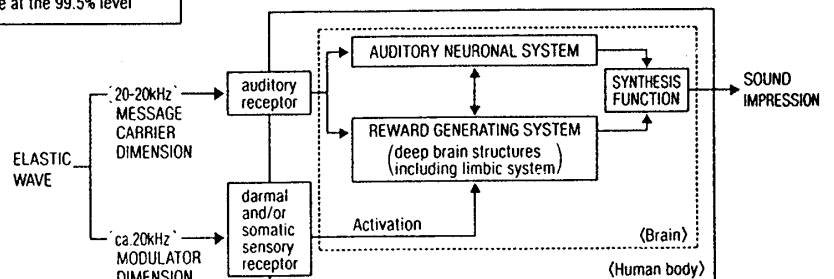 e at the 99.5% level
ELASTIC
WAVE
`20-20kHz`
MESSAGE
CARRIER
DIMENSION
auditory
receptor
AUDITORY NEURONAL SYSTEM
REWARD GENERATING SYSTEM
(deep brain structures
including limbic system)
SYNTHESIS
FUNCTION
SOUND
IMPRESSION
`ca.20kHz`
MODULATOR
DIMENSION
darmal
and/or
somatic
sensory
receptor
Activation
⟨Brain⟩
⟨Human body⟩